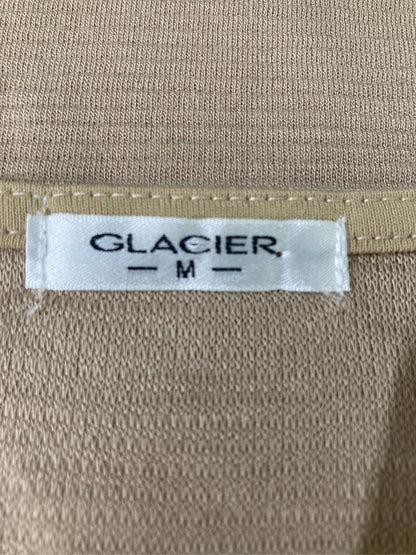 GLACIER.
— M —